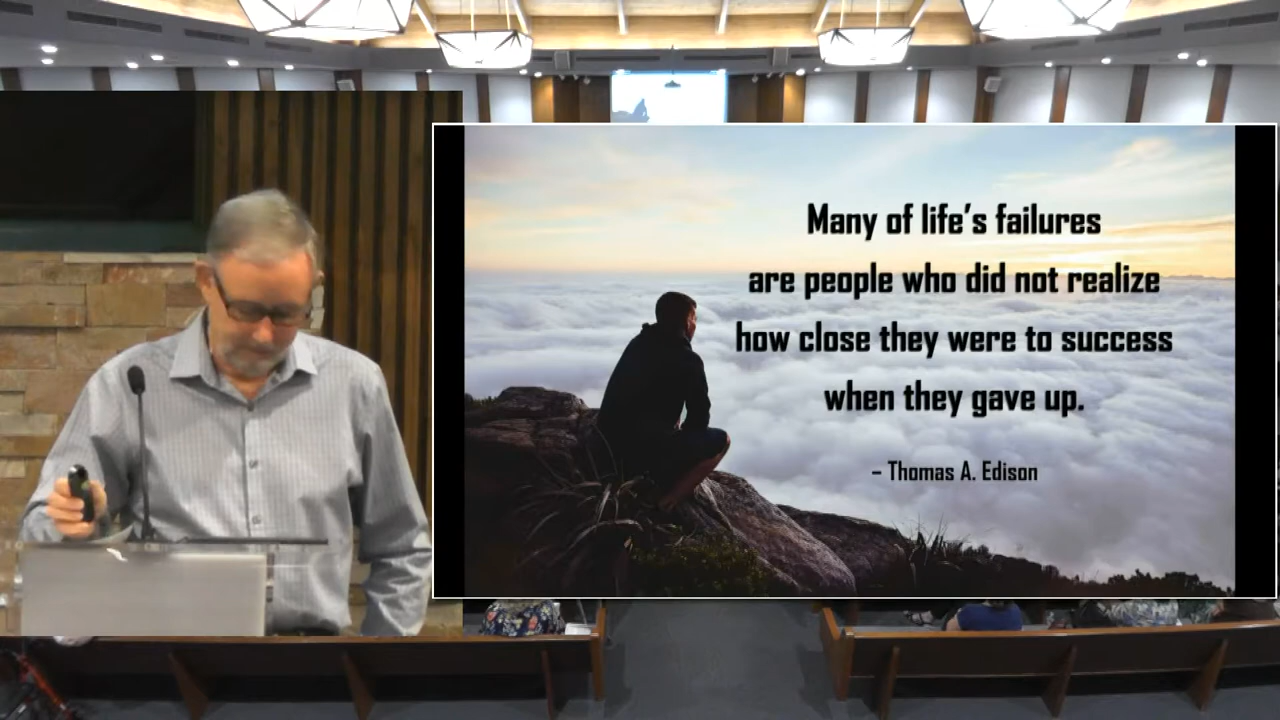 Many of life's failures
are people who did not realize
how close they were to success
when they gave up.
– Thomas A. Edison